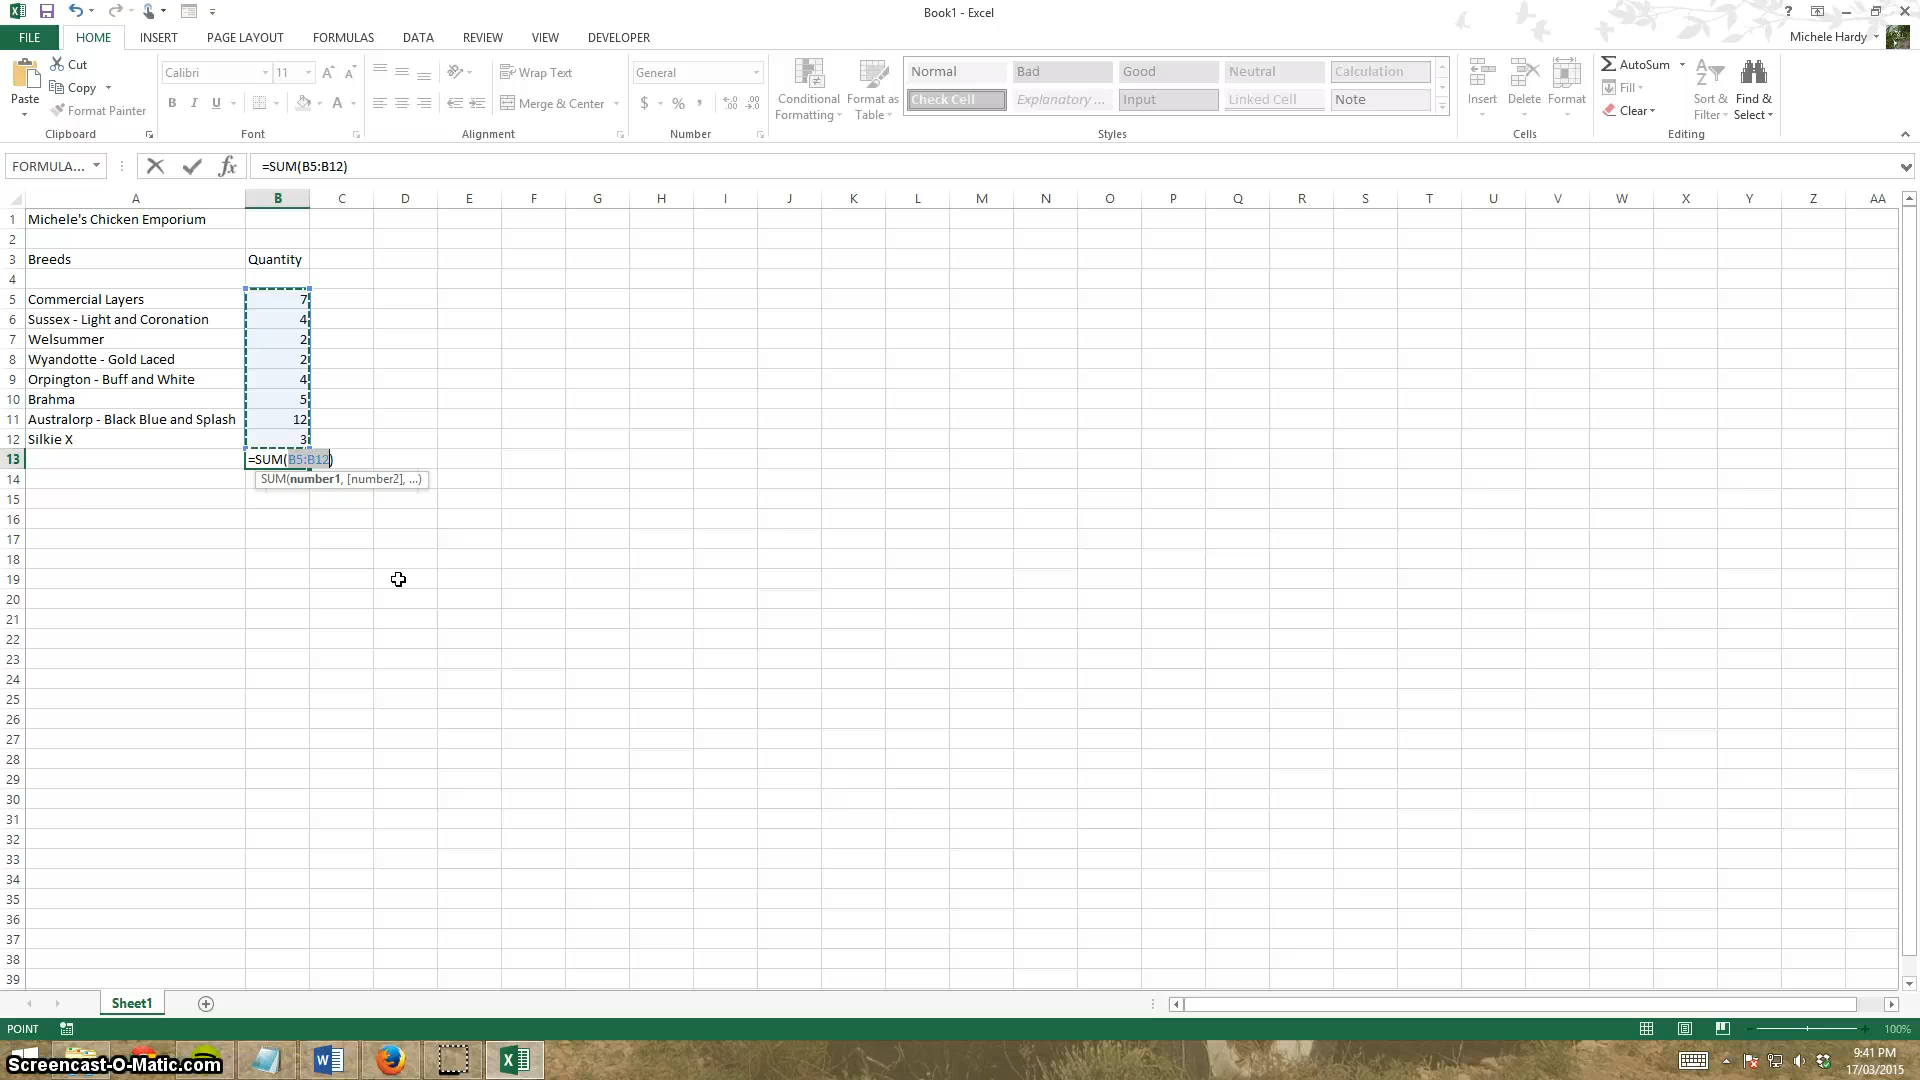 Book1 - Excel
?
FILE
HOME
INSERT
PAGE LAYOUT
FORMULAS
DATA
REVIEW
VIEW
DEVELOPER
Michele Hardy
Paste
Cut
Copy
Format Painter
Clipboard
Calibri
11
B I U
Font
Wrap Text
Merge & Center
Alignment
General
$ % ,
Number
Conditional Formatting
Format as Table
Normal
Bad
Good
Neutral
Calculation
Check Cell
Explanatory ...
Input
Linked Cell
Note
Styles
Insert
Delete
Format
Cells
AutoSum
Fill
Clear
Sort & Filter
Find & Select
Editing
FORMULA...
fx
=SUM(B5:B12)
A B C D E F G H I J K L M N O P Q R S T U V W X Y Z AA
1 Michele's Chicken Emporium
2
3 Breeds Quantity
4
5 Commercial Layers 7
6 Sussex - Light and Coronation 4
7 Welsummer 2
8 Wyandotte - Gold Laced 2
9 Orpington - Buff and White 4
10 Brahma 5
11 Australorp - Black Blue and Splash 12
12 Silkie X 3
13 =SUM(B5:B12)
14 SUM(number1, [number2], ...)
15
16
17
18
19
20
21
22
23
24
25
26
27
28
29
30
31
32
33
34
35
36
37
38
39
Sheet1
POINT
100%
Screencast-O-Matic.com
9:41 PM
17/03/2015